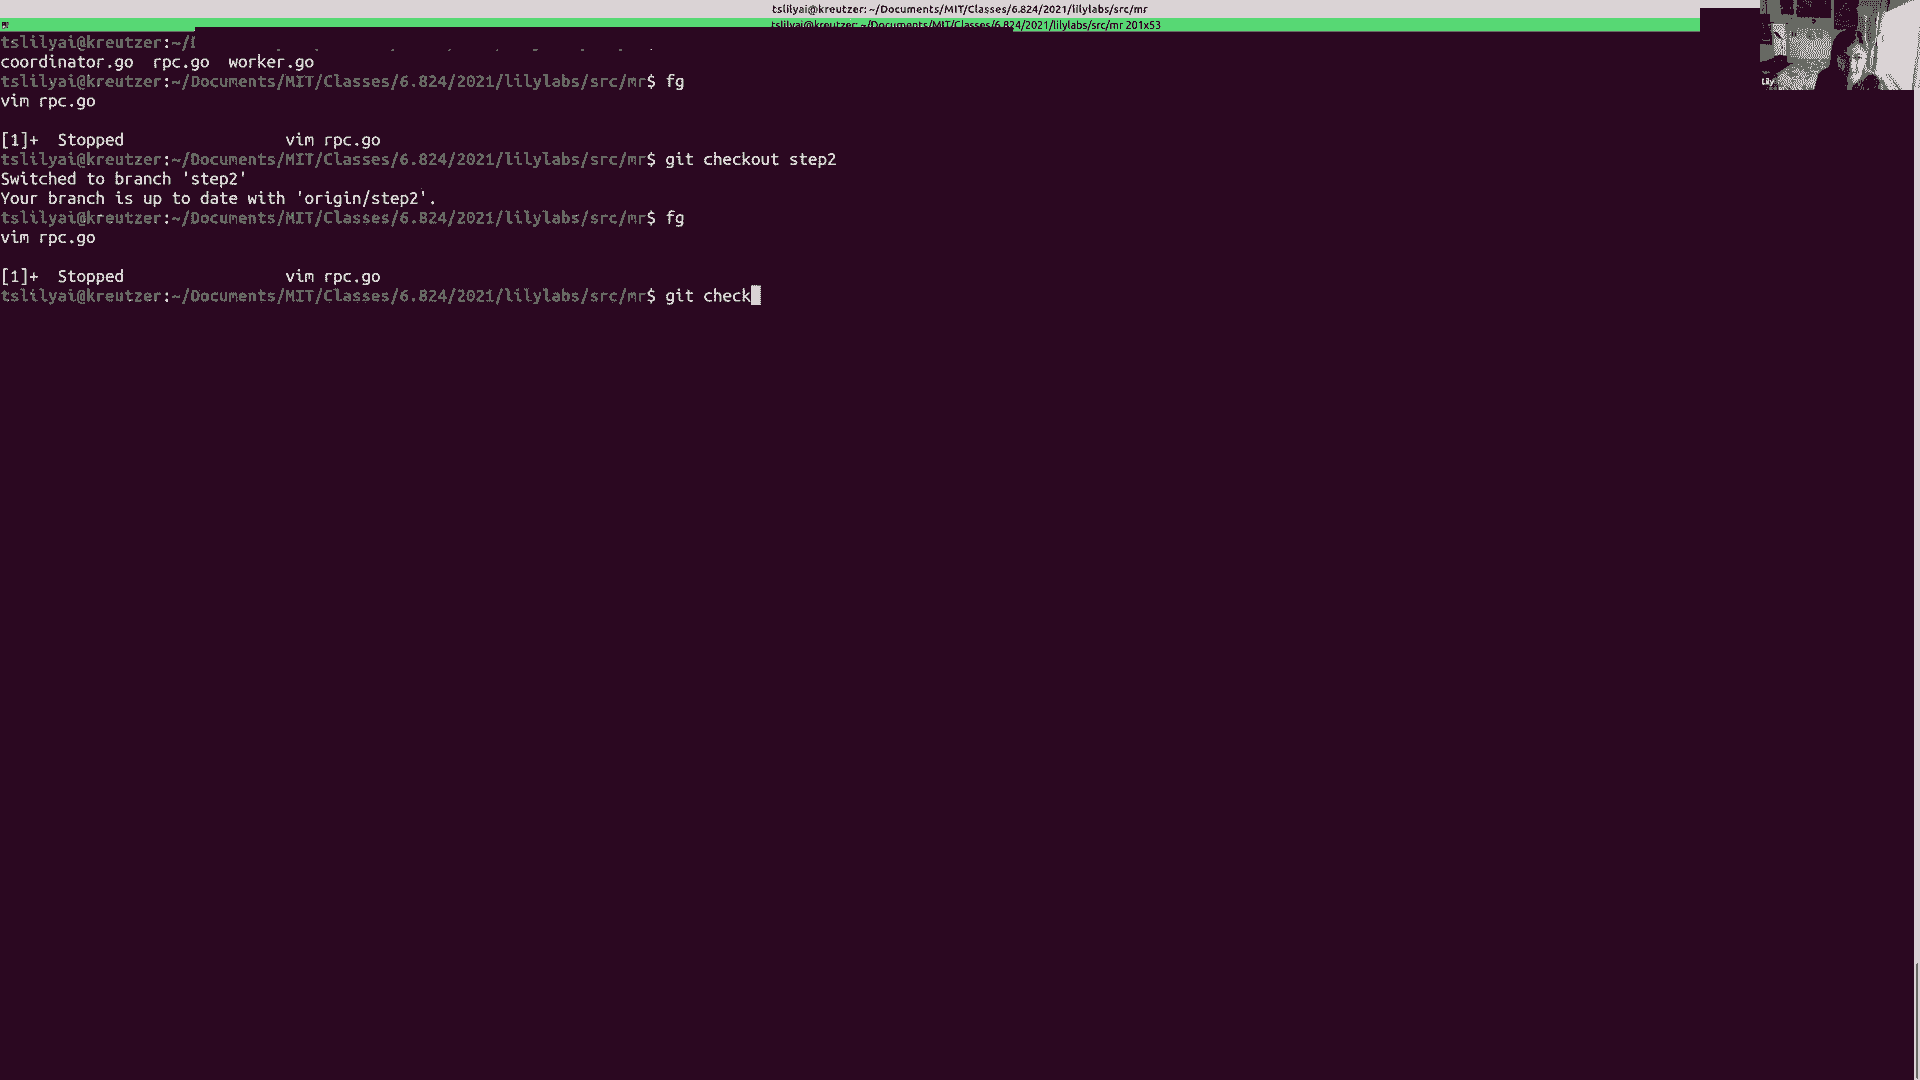 tslilyai@kreutzer: ~/Documents/MIT/Classes/6.824/2021/lilylabs/src/mr
tslilyai@kreutzer: ~/Documents/MIT/Classes/6.824/2021/lilylabs/src/mr 201x53
tslilyai@kreutzer:~/
coordinator.go  rpc.go  worker.go
tslilyai@kreutzer:~/Documents/MIT/Classes/6.824/2021/lilylabs/src/mr$ fg
vim rpc.go
[1]+  Stopped                 vim rpc.go
tslilyai@kreutzer:~/Documents/MIT/Classes/6.824/2021/lilylabs/src/mr$ git checkout step2
Switched to branch 'step2'
Your branch is up to date with 'origin/step2'.
tslilyai@kreutzer:~/Documents/MIT/Classes/6.824/2021/lilylabs/src/mr$ fg
vim rpc.go
[1]+  Stopped                 vim rpc.go
tslilyai@kreutzer:~/Documents/MIT/Classes/6.824/2021/lilylabs/src/mr$ git check
Lily